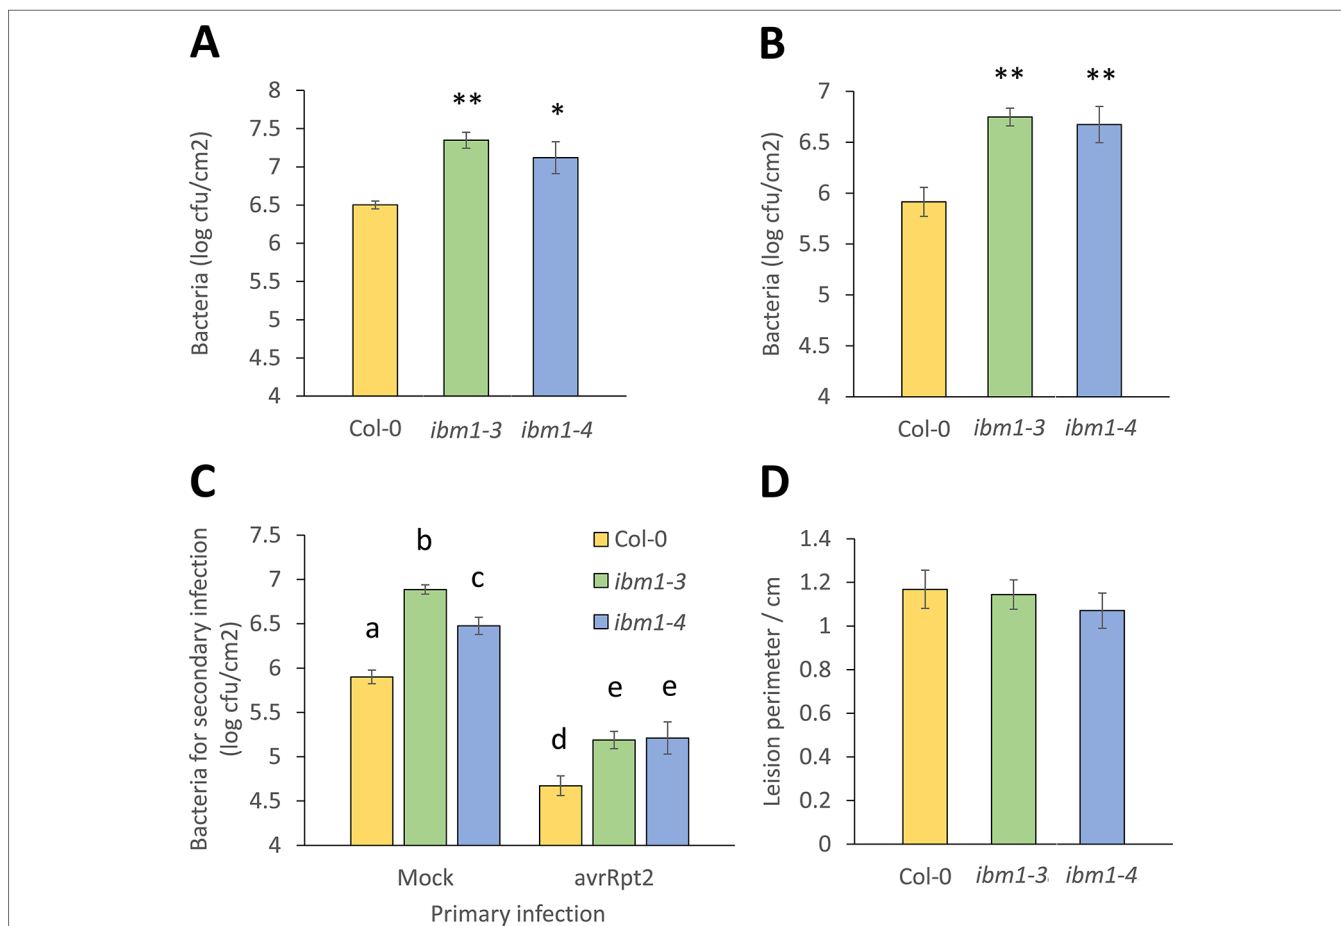 A
Bacteria (log cfu/cm2)
8
7.5
7
6.5
6
5.5
5
4.5
4
**
*
Col-0
ibm1-3
ibm1-4
B
Bacteria (log cfu/cm2)
7
6.5
6
5.5
5
4.5
4
**
**
Col-0
ibm1-3
ibm1-4
C
Bacteria for secondary infection
(log cfu/cm2)
7.5
7
6.5
6
5.5
5
4.5
4
a
b
c
d
e
e
Col-0
ibm1-3
ibm1-4
Mock
avrRpt2
Primary infection
D
Leision perimeter / cm
1.4
1.2
1
0.8
0.6
0.4
0.2
0
Col-0
ibm1-3
ibm1-4